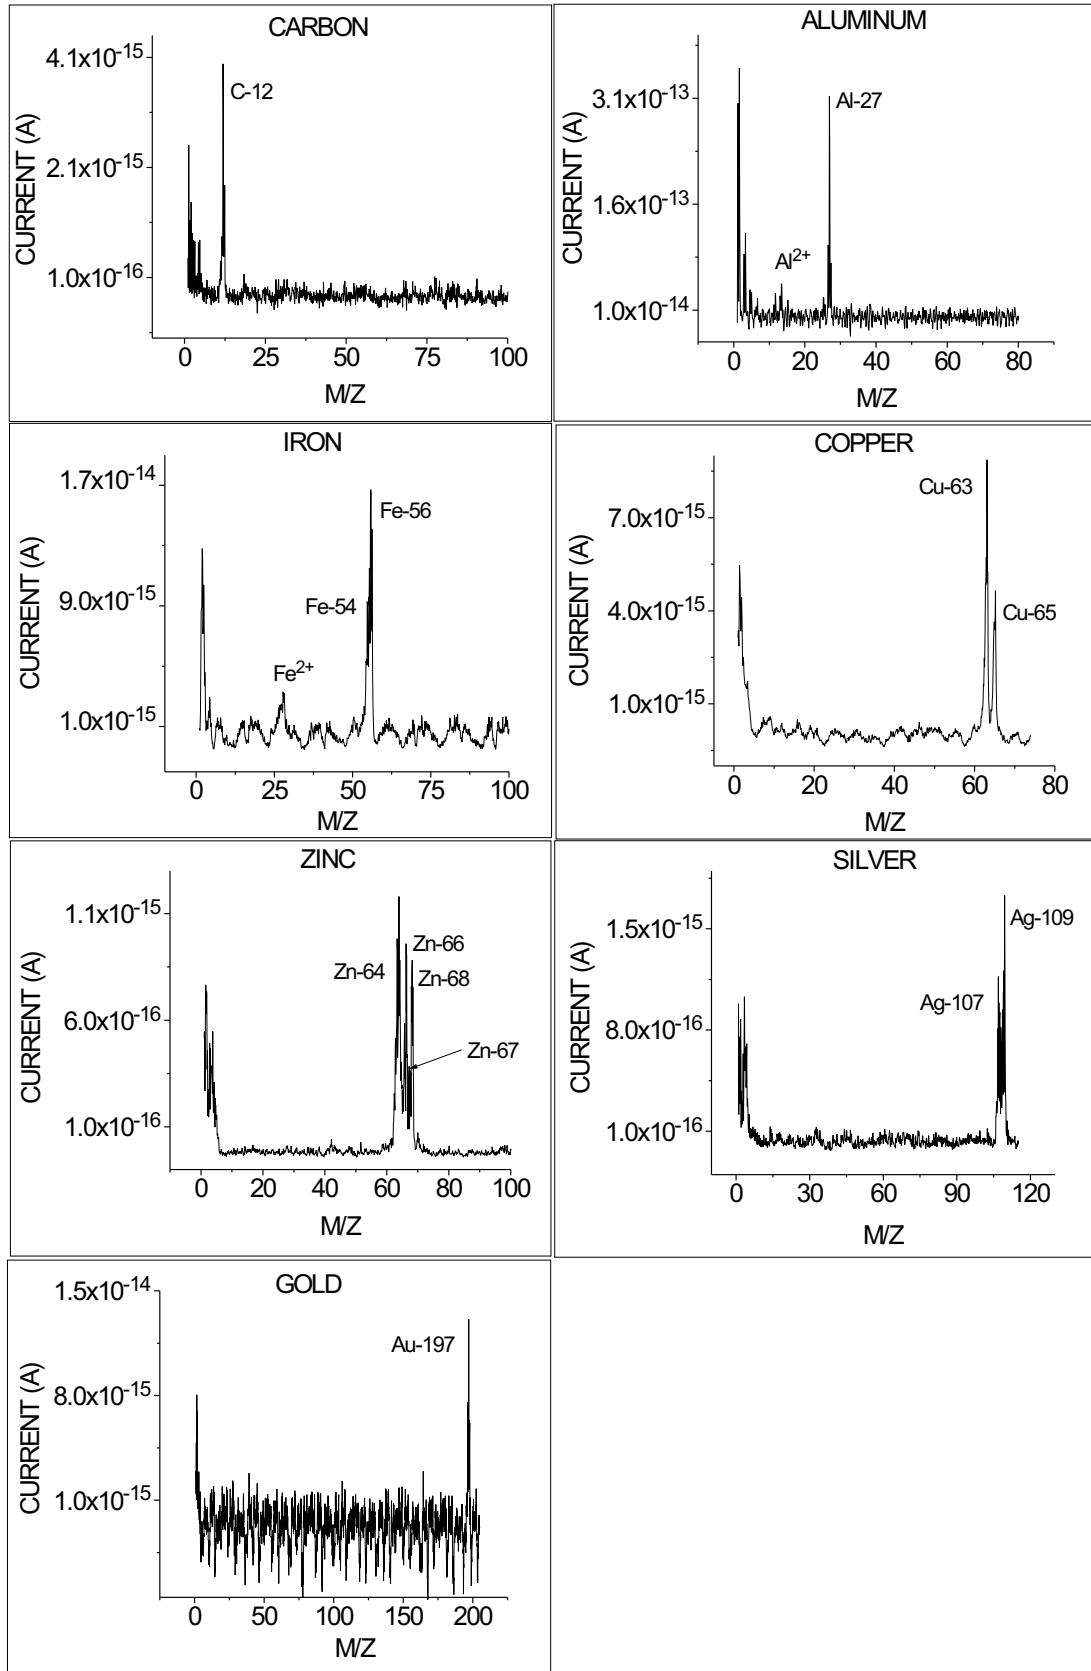 CARBON
4.1x10⁻¹⁵
2.1x10⁻¹⁵
1.0x10⁻¹⁶
CURRENT (A)
C-12
0 25 50 75 100
M/Z
ALUMINUM
3.1x10⁻¹³
1.6x10⁻¹³
1.0x10⁻¹⁴
CURRENT (A)
Al-27
Al²⁺
0 20 40 60 80
M/Z
IRON
1.7x10⁻¹⁴
9.0x10⁻¹⁵
1.0x10⁻¹⁵
CURRENT (A)
Fe-56
Fe-54
Fe²⁺
0 25 50 75 100
M/Z
COPPER
7.0x10⁻¹⁵
4.0x10⁻¹⁵
1.0x10⁻¹⁵
CURRENT (A)
Cu-63
Cu-65
0 20 40 60 80
M/Z
ZINC
1.1x10⁻¹⁵
6.0x10⁻¹⁶
1.0x10⁻¹⁶
CURRENT (A)
Zn-66
Zn-64
Zn-68
Zn-67
0 20 40 60 80 100
M/Z
SILVER
1.5x10⁻¹⁵
8.0x10⁻¹⁶
1.0x10⁻¹⁶
CURRENT (A)
Ag-109
Ag-107
0 30 60 90 120
M/Z
GOLD
1.5x10⁻¹⁴
8.0x10⁻¹⁵
1.0x10⁻¹⁵
CURRENT (A)
Au-197
0 50 100 150 200
M/Z